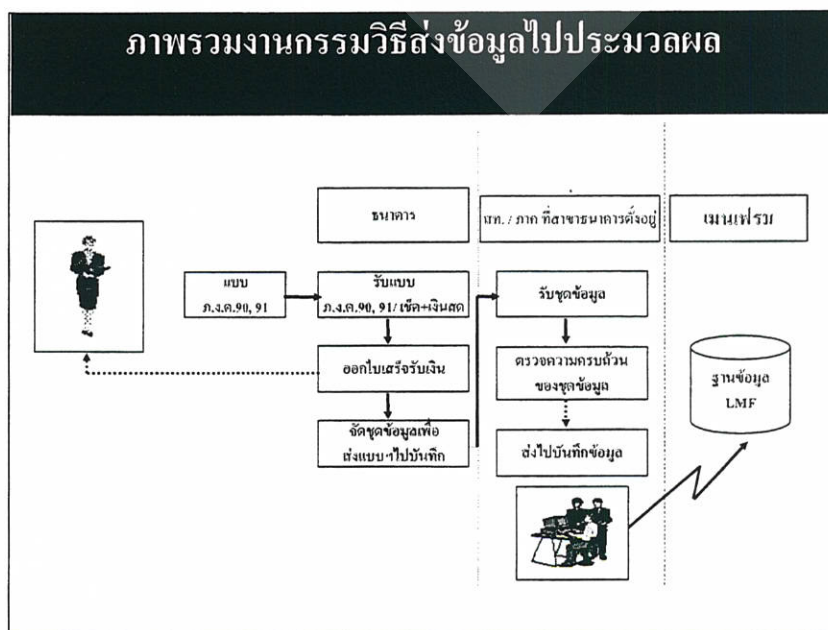 ภาพรวมงานกรรมวิธีส่งข้อมูลไปประมวลผล
ธนาคาร
สท. / ภาค ที่สาขาธนาคารตั้งอยู่
เมนเฟรม
แบบ
ภ.ง.ด.90, 91
รับแบบ
ภ.ง.ด.90, 91/ เช็ค+เงินสด
ออกใบเสร็จรับเงิน
จัดชุดข้อมูลเพื่อ
ส่งแบบฯไปบันทึก
รับชุดข้อมูล
ตรวจความครบถ้วน
ของชุดข้อมูล
ส่งไปบันทึกข้อมูล
ฐานข้อมูล
LMF